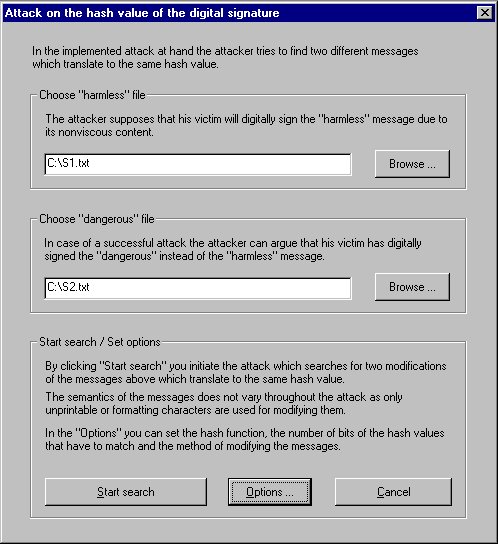 Attack on the hash value of the digital signature
In the implemented attack at hand the attacker tries to find two different messages
which translate to the same hash value.
Choose "harmless" file
The attacker supposes that his victim will digitally sign the "harmless" message due to
its nonviscous content.
C:\S1.txt
Browse ...
Choose "dangerous" file
In case of a successful attack the attacker can argue that his victim has digitally
signed the "dangerous" instead of the "harmless" message.
C:\S2.txt
Browse ...
Start search / Set options
By clicking "Start search" you initiate the attack which searches for two modifications
of the messages above which translate to the same hash value.
The semantics of the messages does not vary throughout the attack as only
unprintable or formatting characters are used for modifying them.
In the "Options" you can set the hash function, the number of bits of the hash values
that have to match and the method of modifying the messages.
Start search
Options ...
Cancel